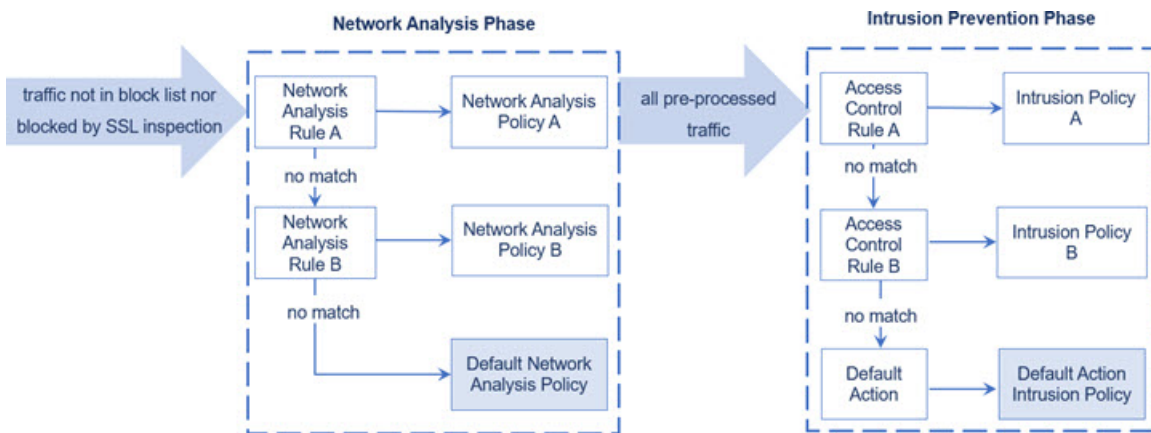 Network Analysis Phase
traffic not in block list nor
blocked by SSL inspection
Network
Analysis
Rule A
Network Analysis
Policy A
no match
Network
Analysis
Rule B
Network Analysis
Policy B
no match
Default Network
Analysis Policy
all pre-processed
traffic
Intrusion Prevention Phase
Access
Control
Rule A
Intrusion Policy
A
no match
Access
Control
Rule B
Intrusion Policy
B
no match
Default
Action
Default Action
Intrusion Policy